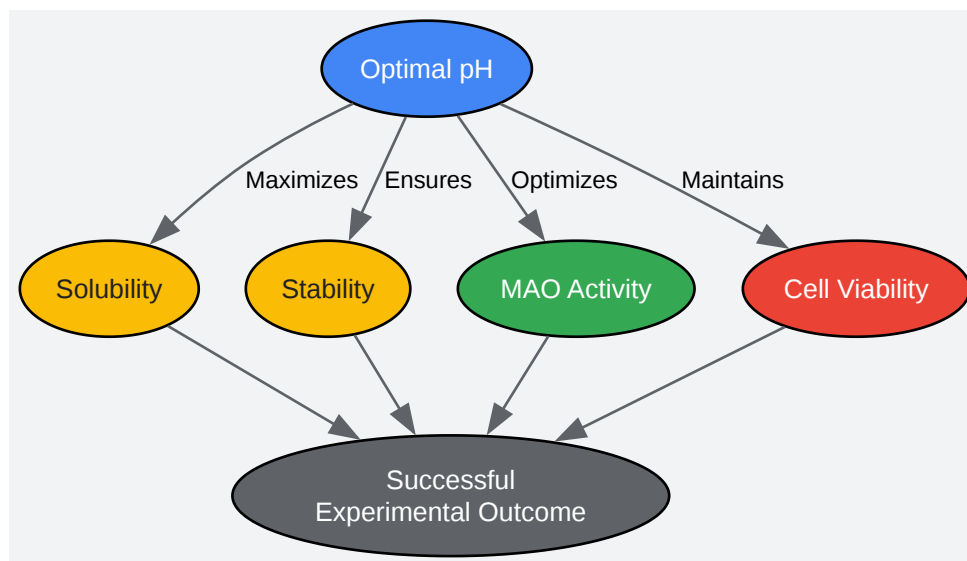 Optimal pH
Maximizes
Ensures
Optimizes
Maintains
Solubility
Stability
MAO Activity
Cell Viability
Successful
Experimental Outcome